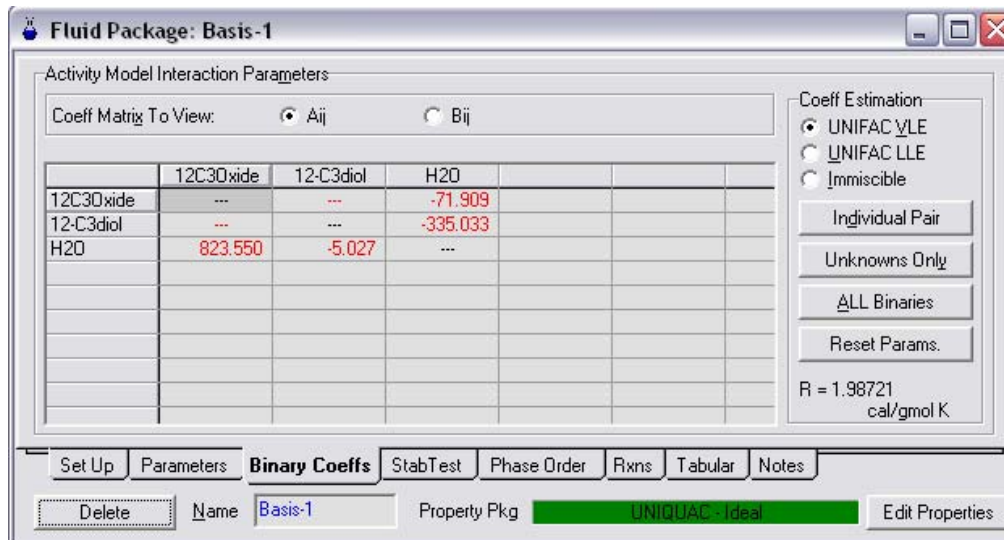 Fluid Package: Basis-1
Activity Model Interaction Parameters
Coeff Matrix To View: Aij Bij
12C3Oxide 12-C3diol H2O
12C3Oxide --- --- -71.909
12-C3diol --- --- -335.033
H2O 823.550 -5.027 ---
Coeff Estimation
UNIFAC VLE
UNIFAC LLE
Immiscible
Individual Pair
Unknowns Only
ALL Binaries
Reset Params.
R = 1.98721
cal/gmol K
Set Up Parameters Binary Coeffs StabTest Phase Order Rxns Tabular Notes
Delete Name Basis-1 Property Pkg UNIQUAC - Ideal Edit Properties